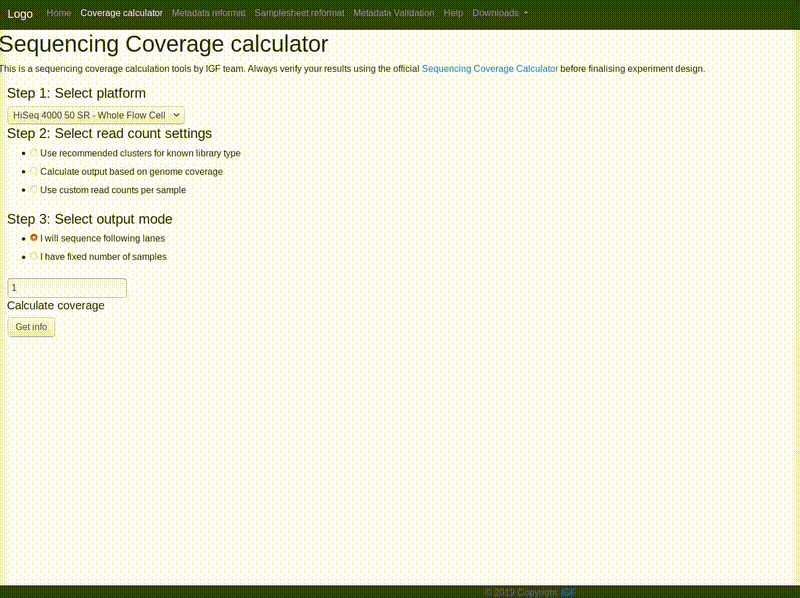 Logo Home Coverage calculator Metadata reformat Samplesheet reformat Metadata Validation Help Downloads
Sequencing Coverage calculator
This is a sequencing coverage calculation tools by IGF team. Always verify your results using the official Sequencing Coverage Calculator before finalising experiment design.
Step 1: Select platform
HiSeq 4000 50 SR - Whole Flow Cell
Step 2: Select read count settings
Use recommended clusters for known library type
Calculate output based on genome coverage
Use custom read counts per sample
Step 3: Select output mode
I will sequence following lanes
I have fixed number of samples
1
Calculate coverage
Get info
© 2019 Copyright: IGF